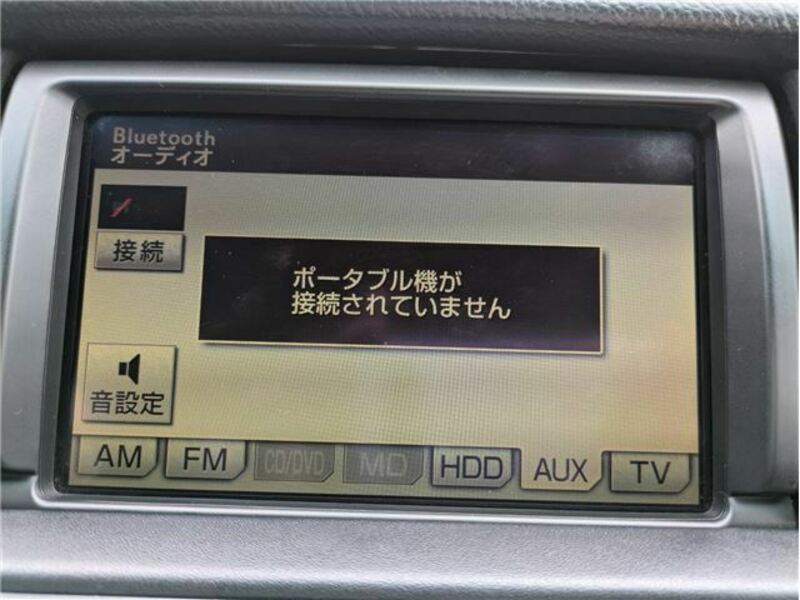 Bluetooth
オーディオ
接続
ポータブル機が
接続されていません
音設定
AM FM CD/DVD MD HDD AUX TV